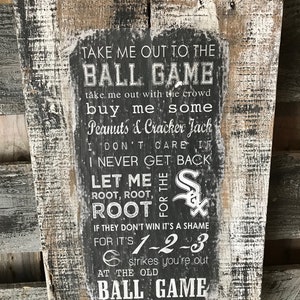 TAKE ME OUT TO THE
BALL GAME
take me out with the crowd
buy me some
Peanuts & Cracker Jack
I DON'T CARE IF
I NEVER GET BACK
LET ME
ROOT, ROOT,
ROOT
FOR THE
Sox
IF THEY DON'T WIN IT'S A SHAME
FOR IT'S 1-2-3
strikes you're out
AT THE OLD
BALL GAME